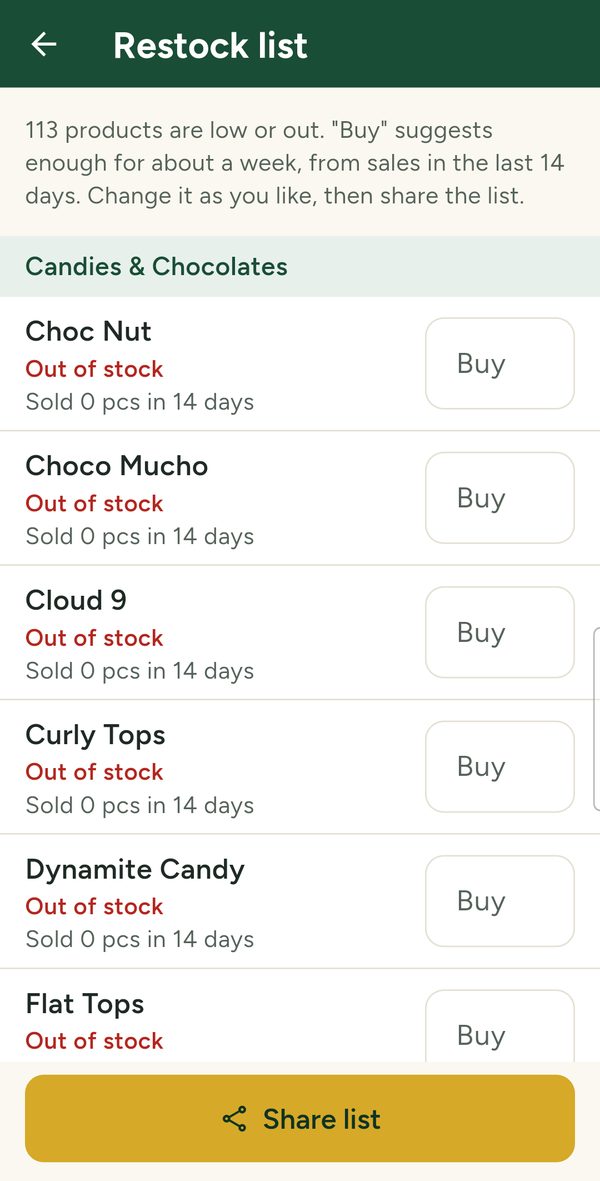 Restock list
113 products are low or out. "Buy" suggests
enough for about a week, from sales in the last 14
days. Change it as you like, then share the list.
Candies & Chocolates
Choc Nut
Out of stock
Sold 0 pcs in 14 days
Buy
Choco Mucho
Out of stock
Sold 0 pcs in 14 days
Buy
Cloud 9
Out of stock
Sold 0 pcs in 14 days
Buy
Curly Tops
Out of stock
Sold 0 pcs in 14 days
Buy
Dynamite Candy
Out of stock
Sold 0 pcs in 14 days
Buy
Flat Tops
Out of stock
Buy
Share list